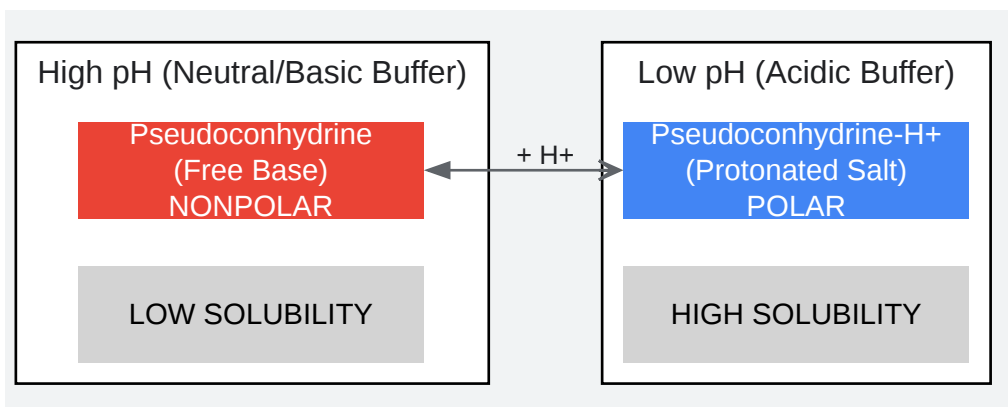 High pH (Neutral/Basic Buffer)
Pseudoconhydrine
(Free Base)
NONPOLAR
LOW SOLUBILITY
+ H+
Low pH (Acidic Buffer)
Pseudoconhydrine-H+
(Protonated Salt)
POLAR
HIGH SOLUBILITY